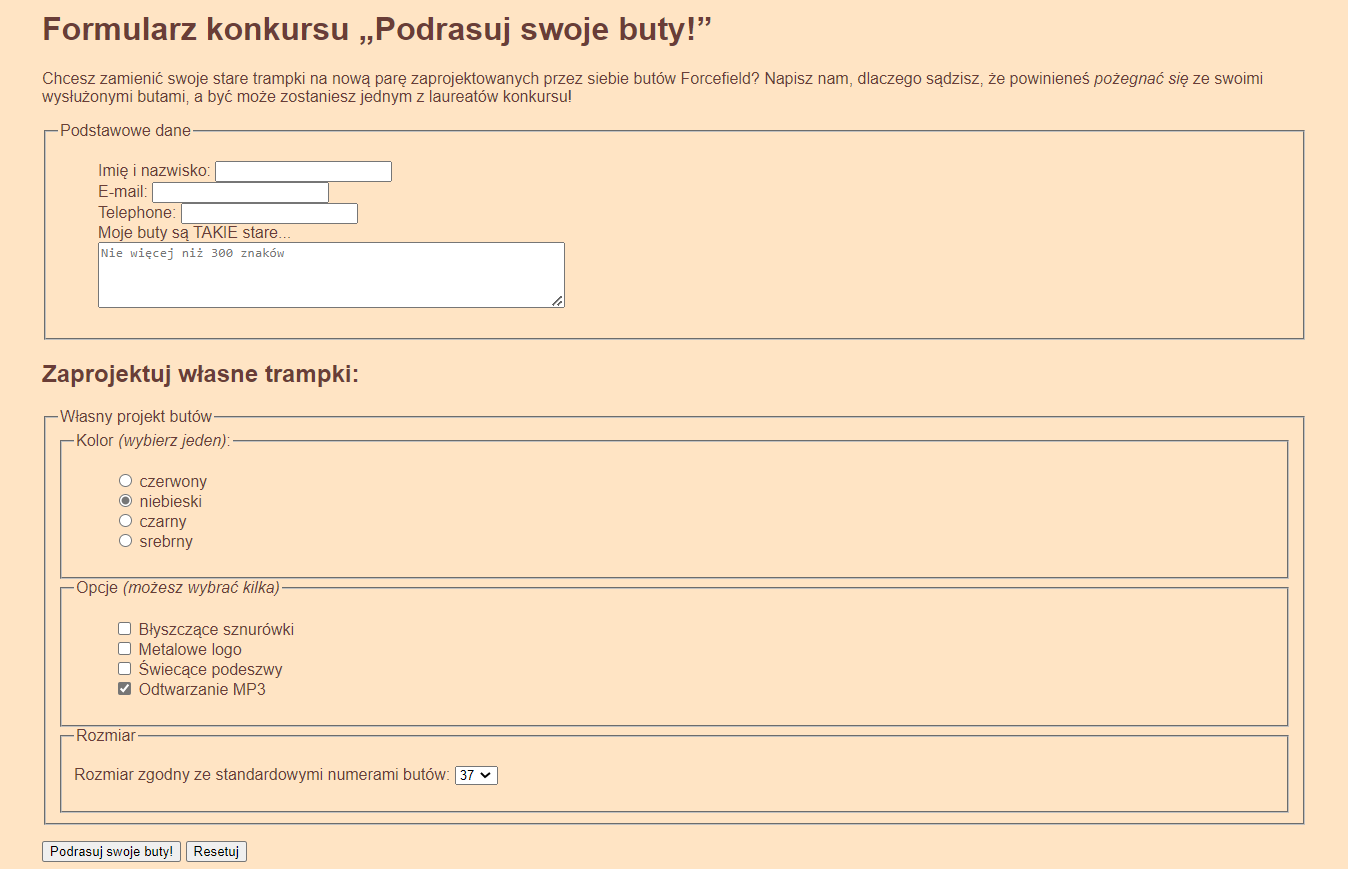 Formularz konkursu „Podrasuj swoje buty!”
Chcesz zamienić swoje stare trampki na nową parę zaprojektowanych przez siebie butów Forcefield? Napisz nam, dlaczego sądzisz, że powinieneś pożegnać się ze swoimi
wysłużonymi butami, a być może zostaniesz jednym z laureatów konkursu!
Podstawowe dane
Imię i nazwisko:
E-mail:
Telephone:
Moje buty są TAKIE stare...
Nie więcej niż 300 znaków
Zaprojektuj własne trampki:
Własny projekt butów
Kolor (wybierz jeden):
czerwony
niebieski
czarny
srebrny
Opcje (możesz wybrać kilka)
Błyszczące sznurówki
Metalowe logo
Świecące podeszwy
Odtwarzanie MP3
Rozmiar
Rozmiar zgodny ze standardowymi numerami butów: 37
Podrasuj swoje buty! Resetuj